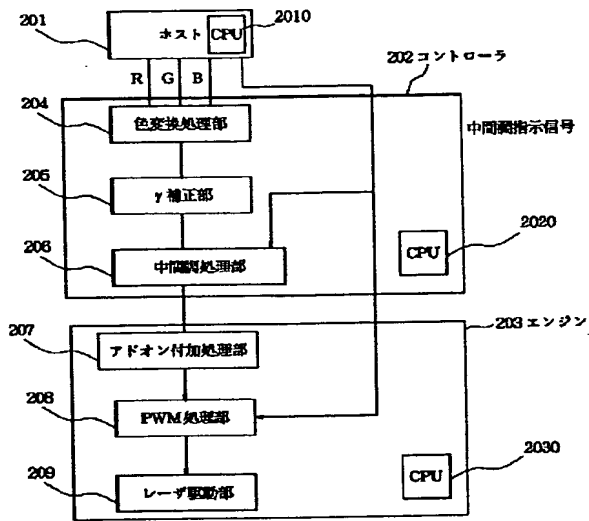 201
ホスト
CPU
2010
R G B
202 コントローラ
204
色変換処理部
中間調指示信号
205
γ補正部
206
中間調処理部
CPU
2020
203 エンジン
207
アドオン付加処理部
208
PWM処理部
209
レーザ駆動部
CPU
2030